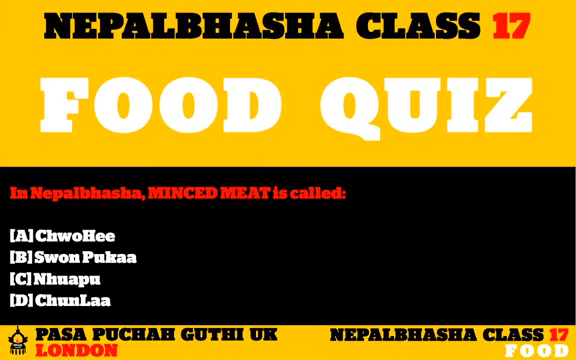 NEPALBHASHA CLASS 17
FOOD QUIZ
In Nepalbhasha, MINCED MEAT is called:
[A] ChwoHee
[B] Swon Pukaa
[C] Nhuapu
[D] ChunLaa
PASA PUCHAH GUTHI UK
LONDON
NEPALBHASHA CLASS 17
FOOD